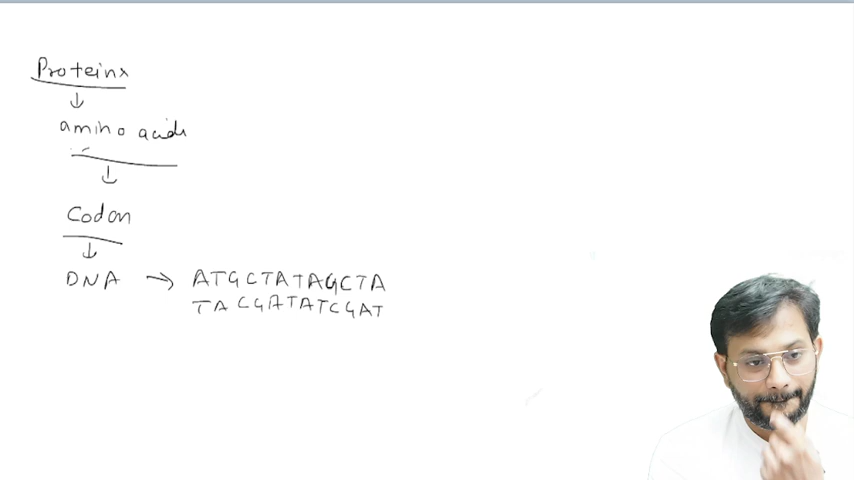 Proteins
amino acids
Codon
DNA → ATGCTATAGCTA
TACGATATCGAT